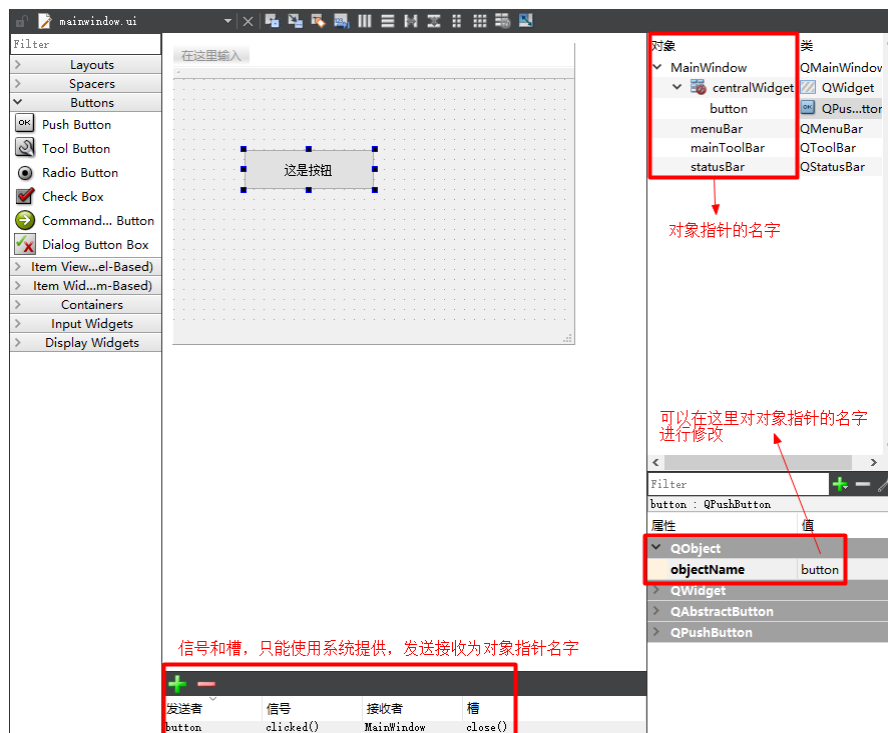 mainwindow.ui
Filter
Layouts
Spacers
Buttons
Push Button
Tool Button
Radio Button
Check Box
Command... Button
Dialog Button Box
Item View...el-Based)
Item Wid...m-Based)
Containers
Input Widgets
Display Widgets
在这里输入
这是按钮
对象 类
MainWindow QMainWindow
centralWidget QWidget
button QPus...tton
menuBar QMenuBar
mainToolBar QToolBar
statusBar QStatusBar
对象指针的名字
可以在这里对对象指针的名字
进行修改
Filter
button : QPushButton
属性 值
QObject
objectName button
QWidget
QAbstractButton
QPushButton
信号和槽，只能使用系统提供，发送接收为对象指针名字
发送者 信号 接收者 槽
button clicked() MainWindow close()